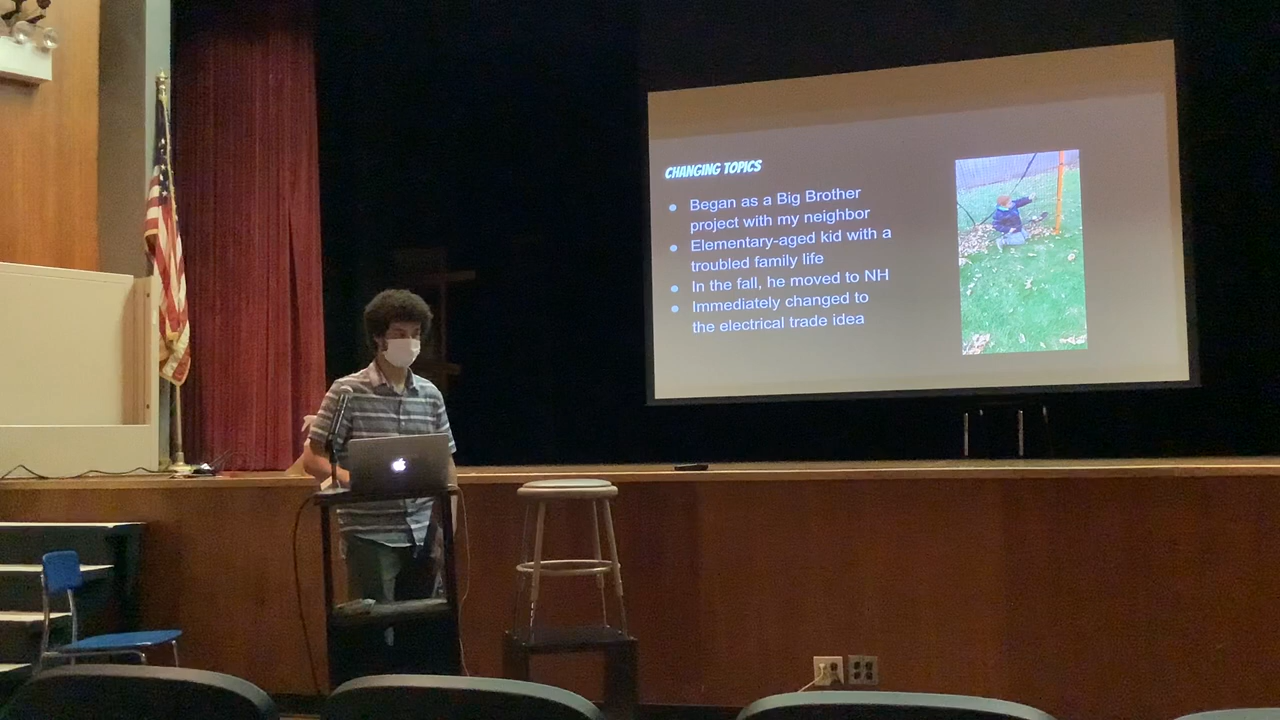 CHANGING TOPICS
● Began as a Big Brother
project with my neighbor
● Elementary-aged kid with a
troubled family life
● In the fall, he moved to NH
● Immediately changed to
the electrical trade idea